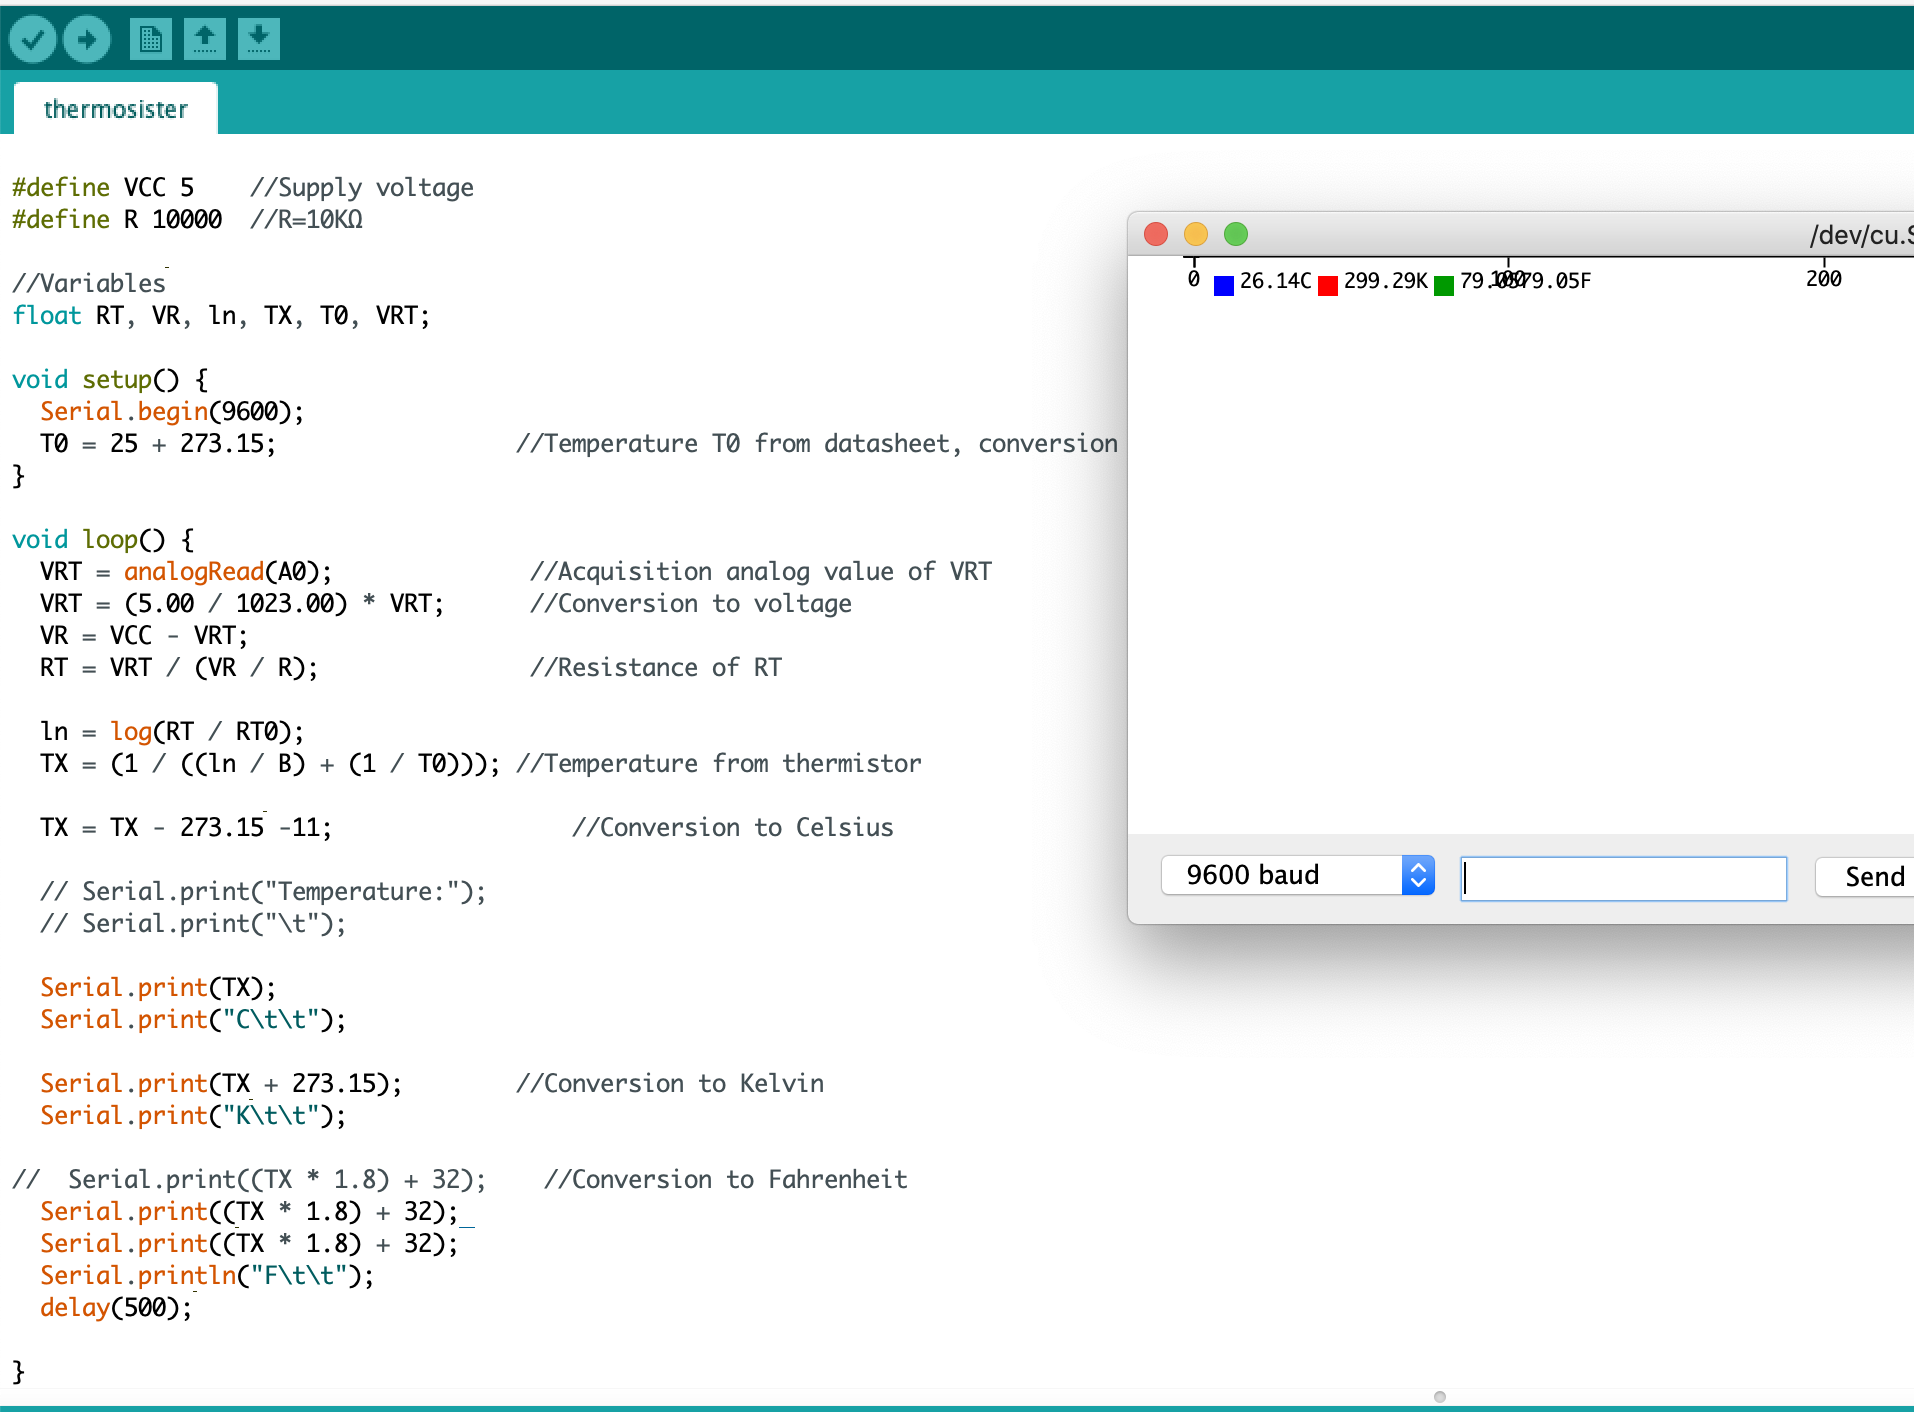 thermosister
#define VCC 5    //Supply voltage
#define R 10000  //R=10KΩ
//Variables
float RT, VR, ln, TX, T0, VRT;
void setup() {
  Serial.begin(9600);
  T0 = 25 + 273.15;                 //Temperature T0 from datasheet, conversion
}
void loop() {
  VRT = analogRead(A0);              //Acquisition analog value of VRT
  VRT = (5.00 / 1023.00) * VRT;      //Conversion to voltage
  VR = VCC - VRT;
  RT = VRT / (VR / R);               //Resistance of RT
  ln = log(RT / RT0);
  TX = (1 / ((ln / B) + (1 / T0))); //Temperature from thermistor
  TX = TX - 273.15 -11;                 //Conversion to Celsius
  // Serial.print("Temperature:");
  // Serial.print("\t");
  Serial.print(TX);
  Serial.print("C\t\t");
  Serial.print(TX + 273.15);        //Conversion to Kelvin
  Serial.print("K\t\t");
//  Serial.print((TX * 1.8) + 32);    //Conversion to Fahrenheit
  Serial.print((TX * 1.8) + 32);
  Serial.print((TX * 1.8) + 32);
  Serial.println("F\t\t");
  delay(500);
}
/dev/cu.S
0 26.14C 299.29K 79.0579.05F 100 200
9600 baud Send